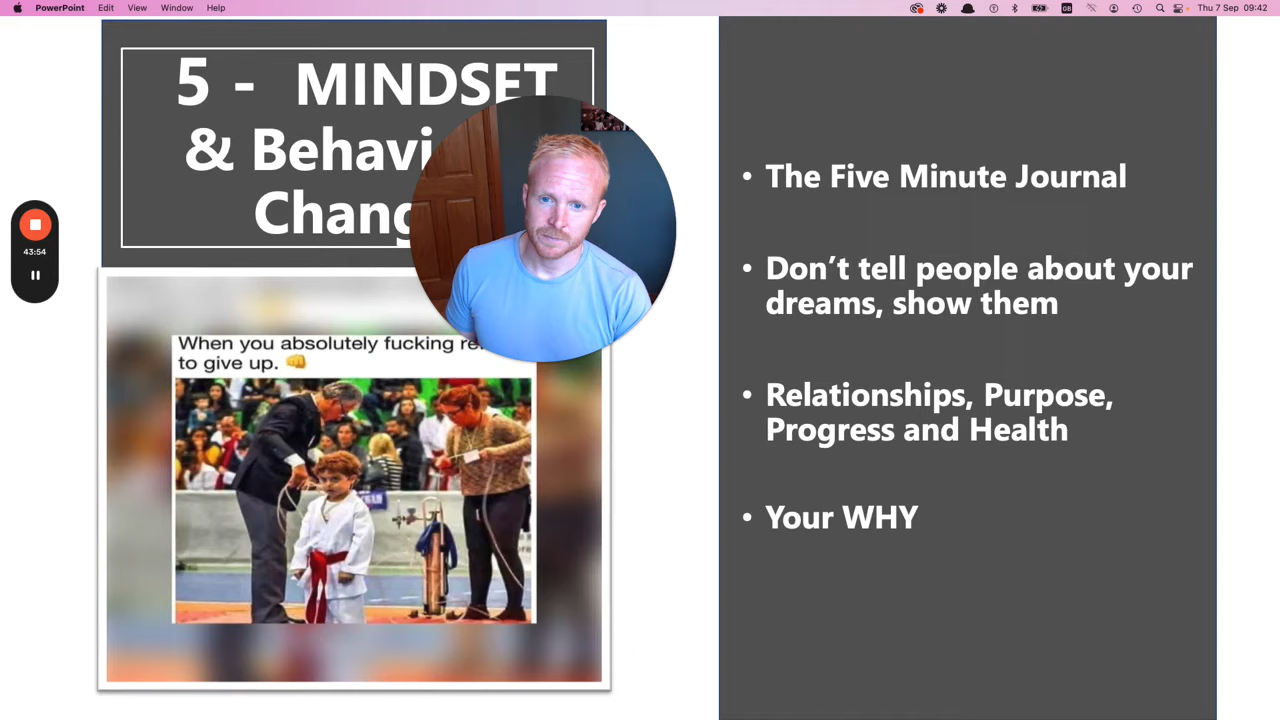 PowerPoint Edit View Window Help
GB
Thu 7 Sep 09:42
5 - MINDSET
& Behavi
Chang
43:54
When you absolutely fucking re
to give up. 👊
• The Five Minute Journal
• Don’t tell people about your
dreams, show them
• Relationships, Purpose,
Progress and Health
• Your WHY